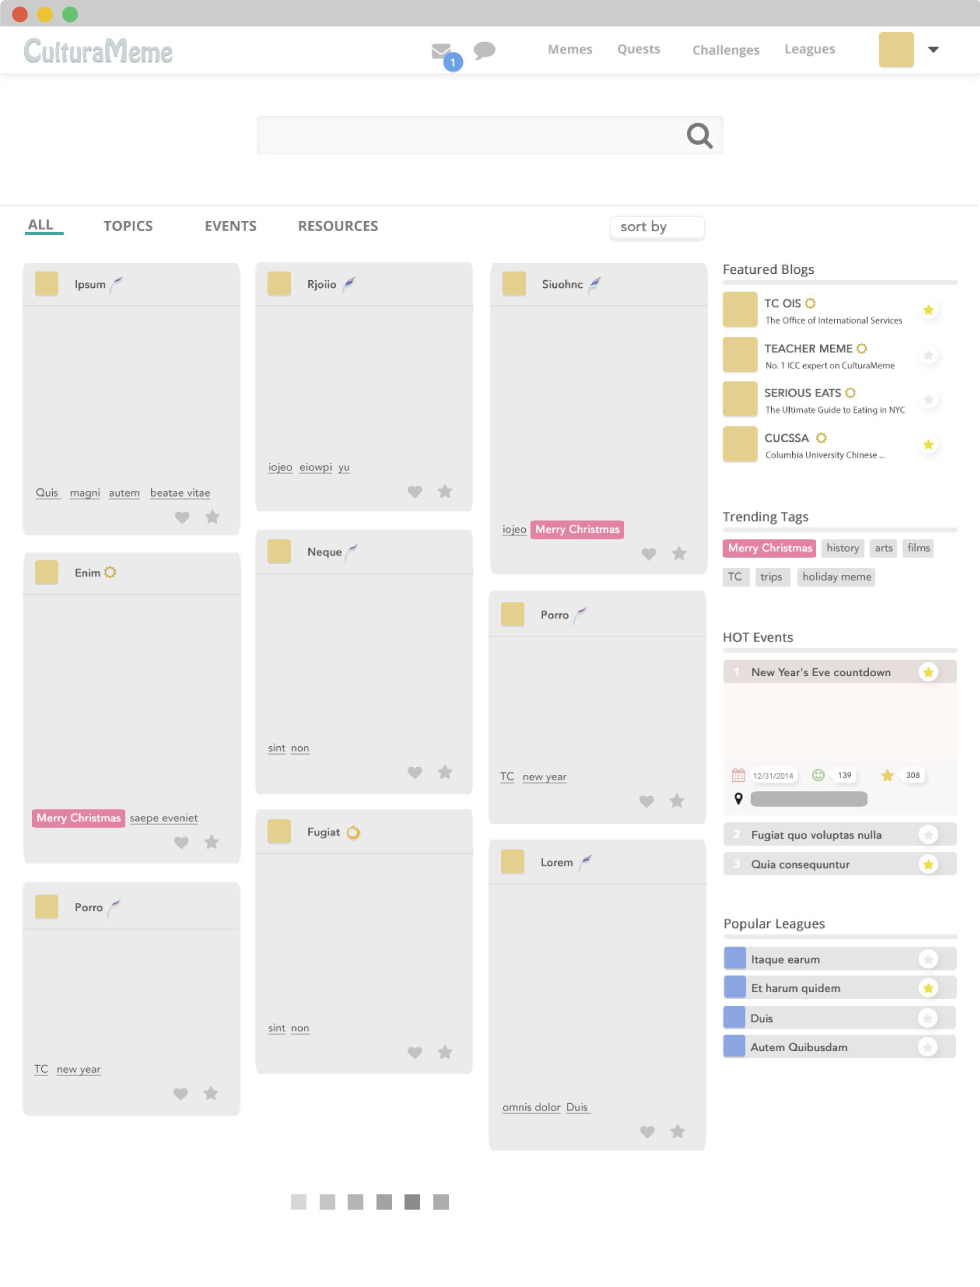 CulturaMeme
1
Memes Quests Challenges Leagues
ALL TOPICS EVENTS RESOURCES
sort by
Ipsum
Quis magni autem beatae vitae
Enim
Merry Christmas saepe eveniet
Porro
TC new year
Rjoiio
iojeo eiowpi yu
Neque
sint non
Fugiat
sint non
Siuohnc
iojeo Merry Christmas
Porro
TC new year
Lorem
omnis dolor Duis
Featured Blogs
TC OIS
The Office of International Services
TEACHER MEME
No. 1 ICC expert on CulturaMeme
SERIOUS EATS
The Ultimate Guide to Eating in NYC
CUCSSA
Columbia University Chinese ...
Trending Tags
Merry Christmas history arts films
TC trips holiday meme
HOT Events
1 New Year's Eve countdown
12/31/2014 139 308
2 Fugiat quo voluptas nulla
3 Quia consequuntur
Popular Leagues
Itaque earum
Et harum quidem
Duis
Autem Quibusdam